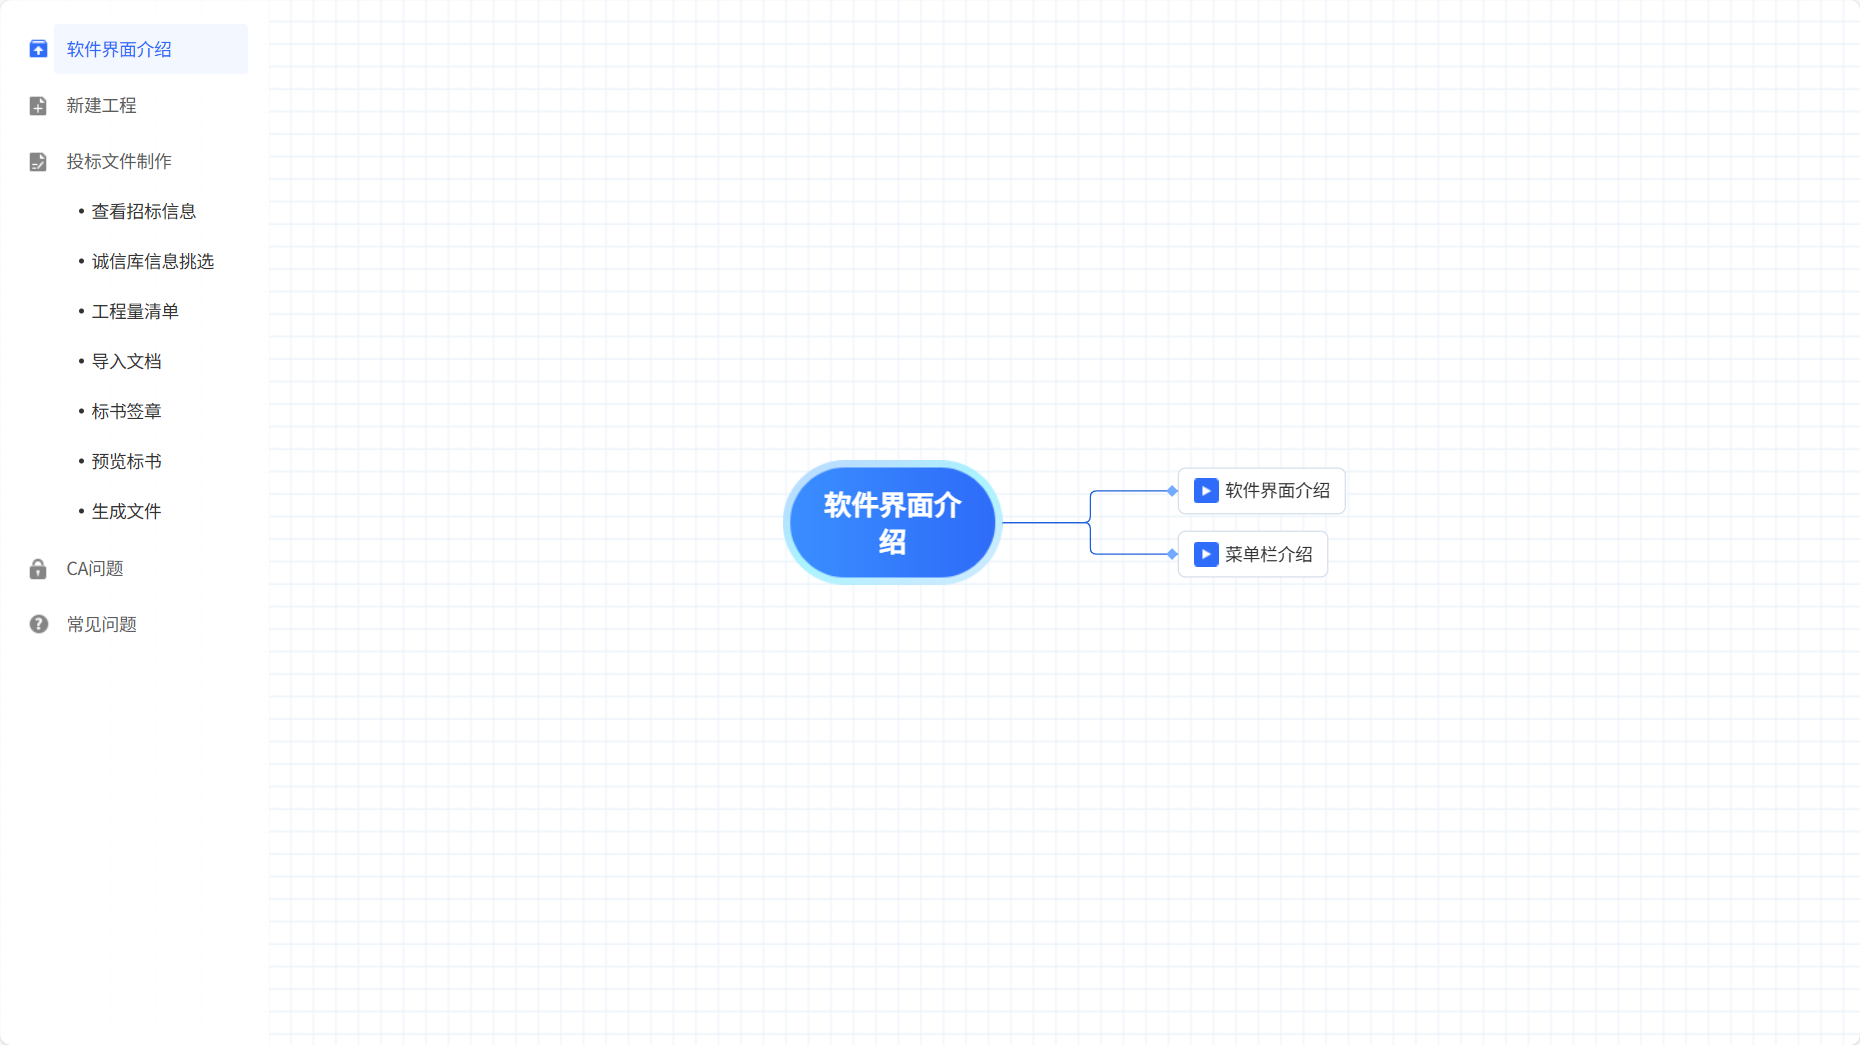 软件界面介绍
新建工程
投标文件制作
• 查看招标信息
• 诚信库信息挑选
• 工程量清单
• 导入文档
• 标书签章
• 预览标书
• 生成文件
CA问题
常见问题
软件界面介
绍
软件界面介绍
菜单栏介绍